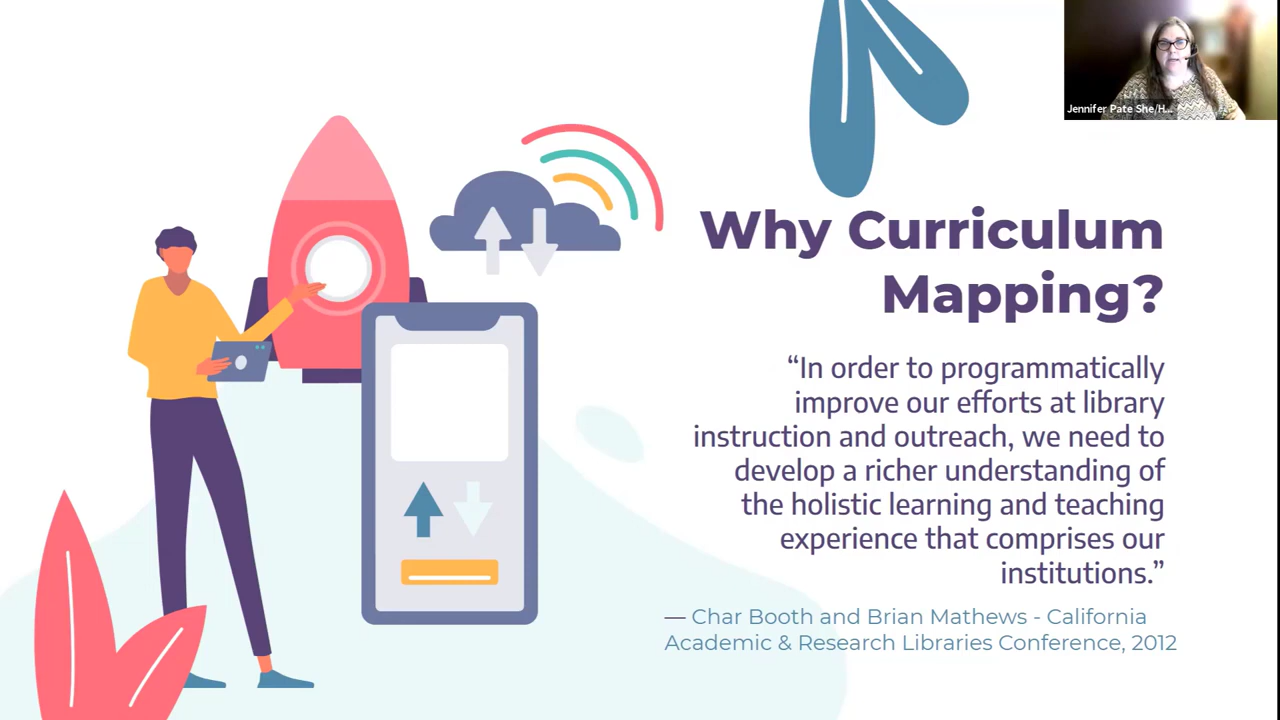 Jennifer Pate She/H...
Why Curriculum
Mapping?
“In order to programmatically
improve our efforts at library
instruction and outreach, we need to
develop a richer understanding of
the holistic learning and teaching
experience that comprises our
institutions.”
— Char Booth and Brian Mathews - California
Academic & Research Libraries Conference, 2012